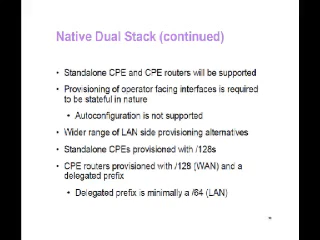 Native Dual Stack (continued)
• Standalone CPE and CPE routers will be supported
• Provisioning of operator facing interfaces is required
to be stateful in nature
• Autoconfiguration is not supported
• Wider range of LAN side provisioning alternatives
• Standalone CPEs provisioned with /128s
• CPE routers provisioned with /128 (WAN) and a
delegated prefix
• Delegated prefix is minimally a /64 (LAN)